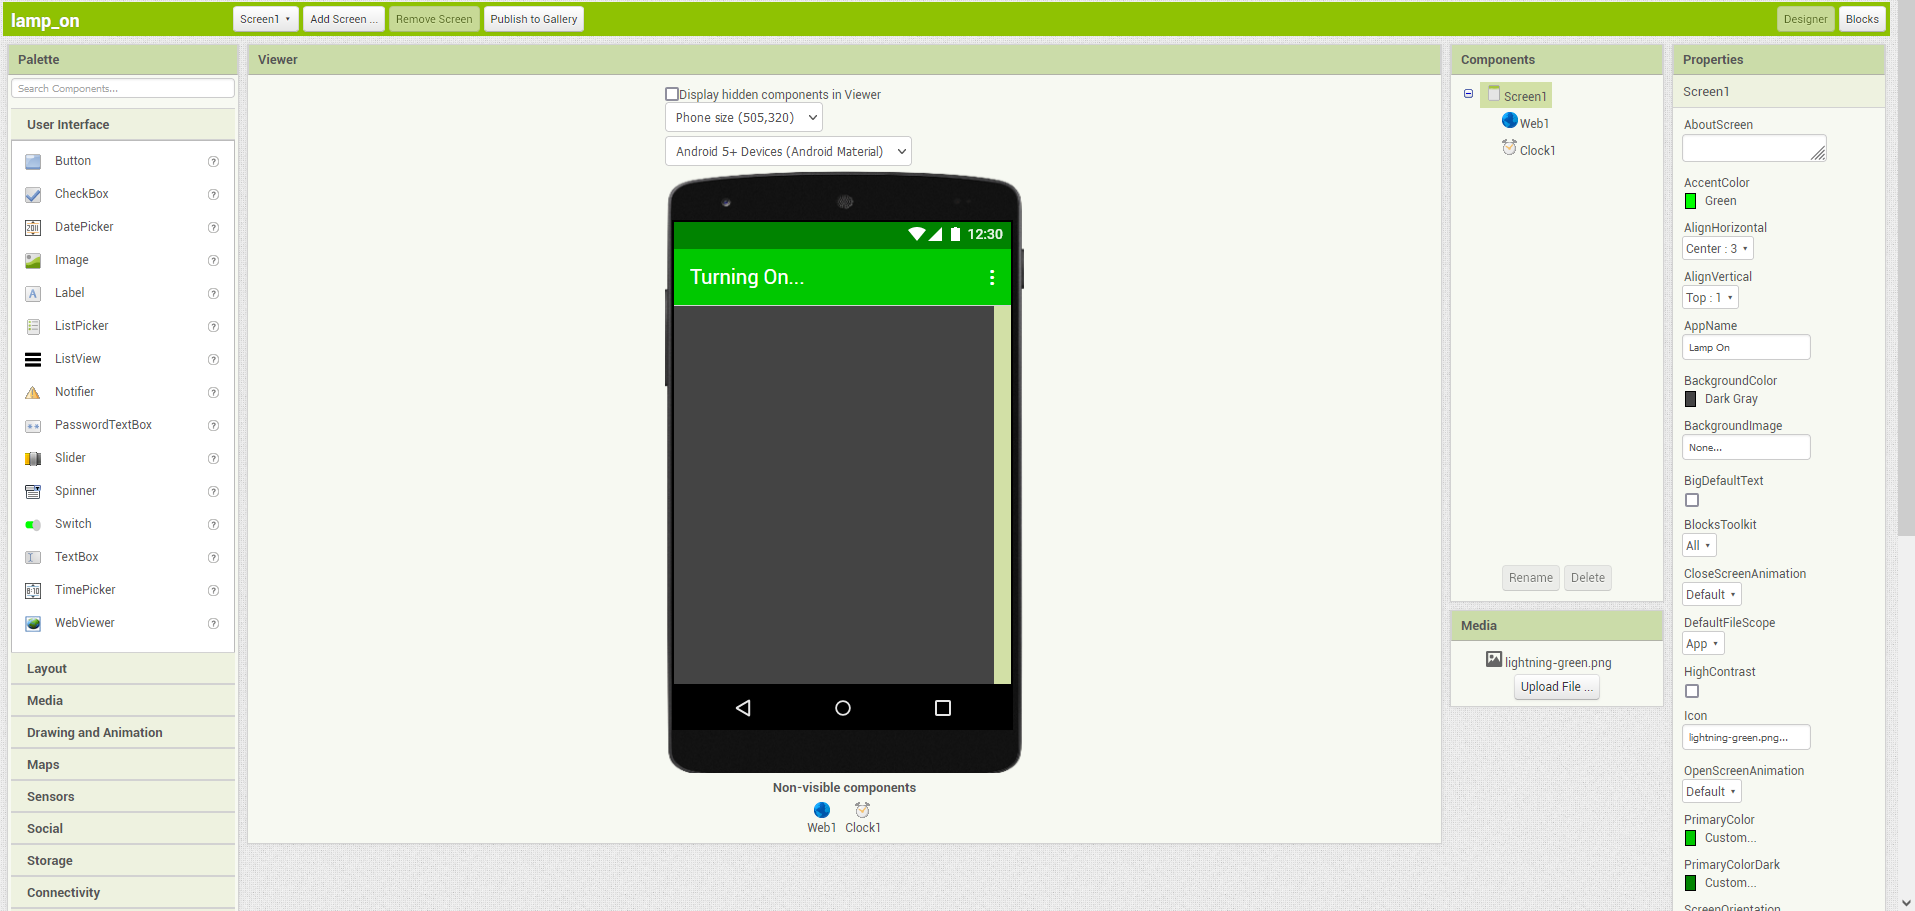 lamp_on
Screen1
Add Screen ...
Remove Screen
Publish to Gallery
Designer
Blocks
Palette
Search Components...
User Interface
Button
CheckBox
DatePicker
Image
Label
ListPicker
ListView
Notifier
PasswordTextBox
Slider
Spinner
Switch
TextBox
TimePicker
WebViewer
Layout
Media
Drawing and Animation
Maps
Sensors
Social
Storage
Connectivity
Viewer
Display hidden components in Viewer
Phone size (505,320)
Android 5+ Devices (Android Material)
12:30
Turning On...
Non-visible components
Web1
Clock1
Components
Screen1
Web1
Clock1
Rename
Delete
Media
lightning-green.png
Upload File ...
Properties
Screen1
AboutScreen
AccentColor
Green
AlignHorizontal
Center : 3
AlignVertical
Top : 1
AppName
Lamp On
BackgroundColor
Dark Gray
BackgroundImage
None...
BigDefaultText
BlocksToolkit
All
CloseScreenAnimation
Default
DefaultFileScope
App
HighContrast
Icon
lightning-green.png...
OpenScreenAnimation
Default
PrimaryColor
Custom...
PrimaryColorDark
Custom...
ScreenOrientation